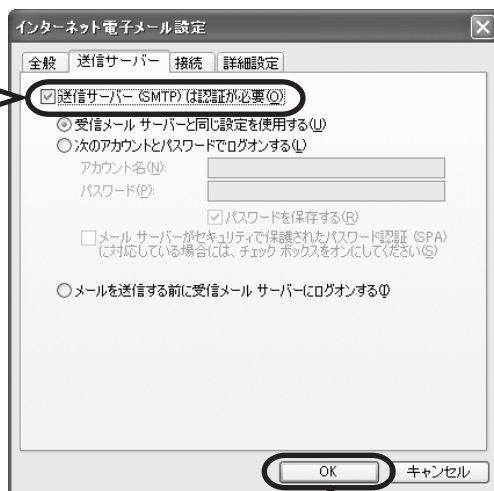 インターネット電子メール設定
全般 送信サーバー 接続 詳細設定
送信サーバー (SMTP) は認証が必要(O)
受信メール サーバーと同じ設定を使用する(U)
次のアカウントとパスワードでログオンする(L)
アカウント名(N):
パスワード(P):
パスワードを保存する(R)
メール サーバーがセキュリティで保護されたパスワード認証 (SPA)
に対応している場合には、チェック ボックスをオンにしてください(S)
メールを送信する前に受信メール サーバーにログオンする(I)
OK キャンセル